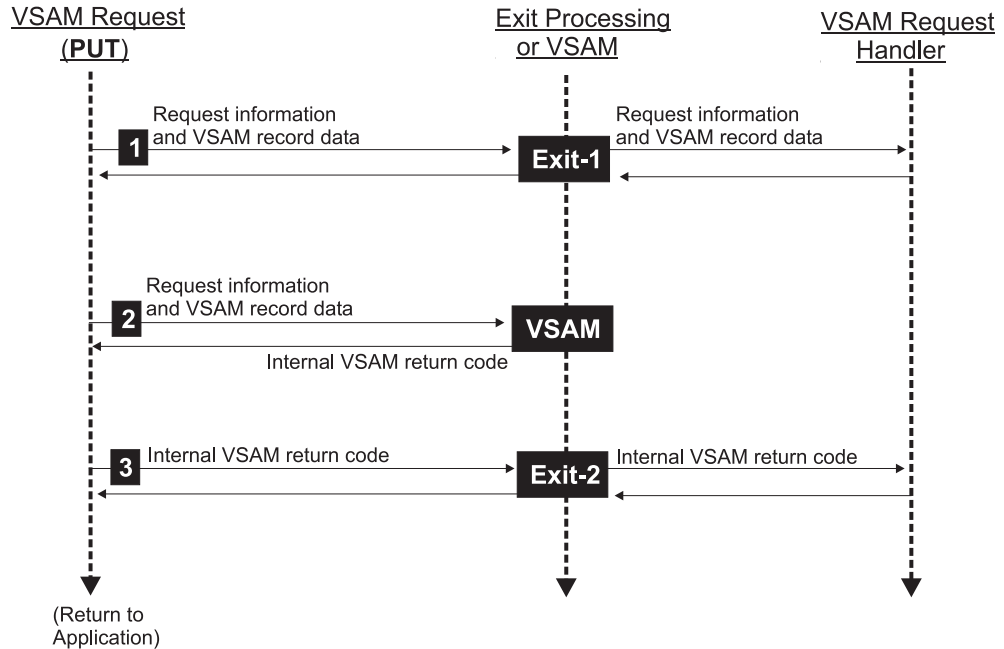 VSAM Request
(PUT)
Exit Processing
or VSAM
VSAM Request
Handler
Request information
and VSAM record data
1
Exit-1
Request information
and VSAM record data
Request information
and VSAM record data
2
VSAM
Internal VSAM return code
3
Internal VSAM return code
Exit-2
Internal VSAM return code
(Return to
Application)